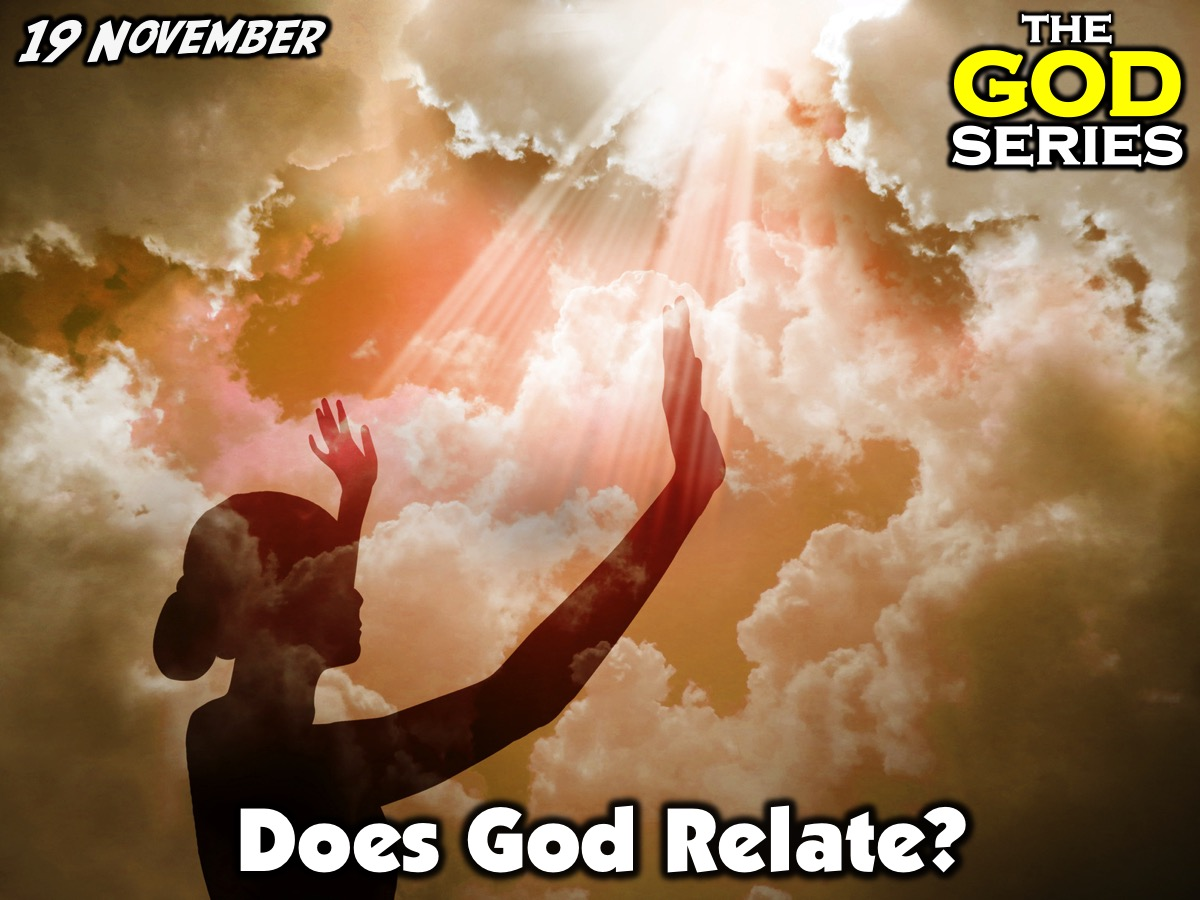 19 November
THE
GOD
SERIES
Does God Relate?